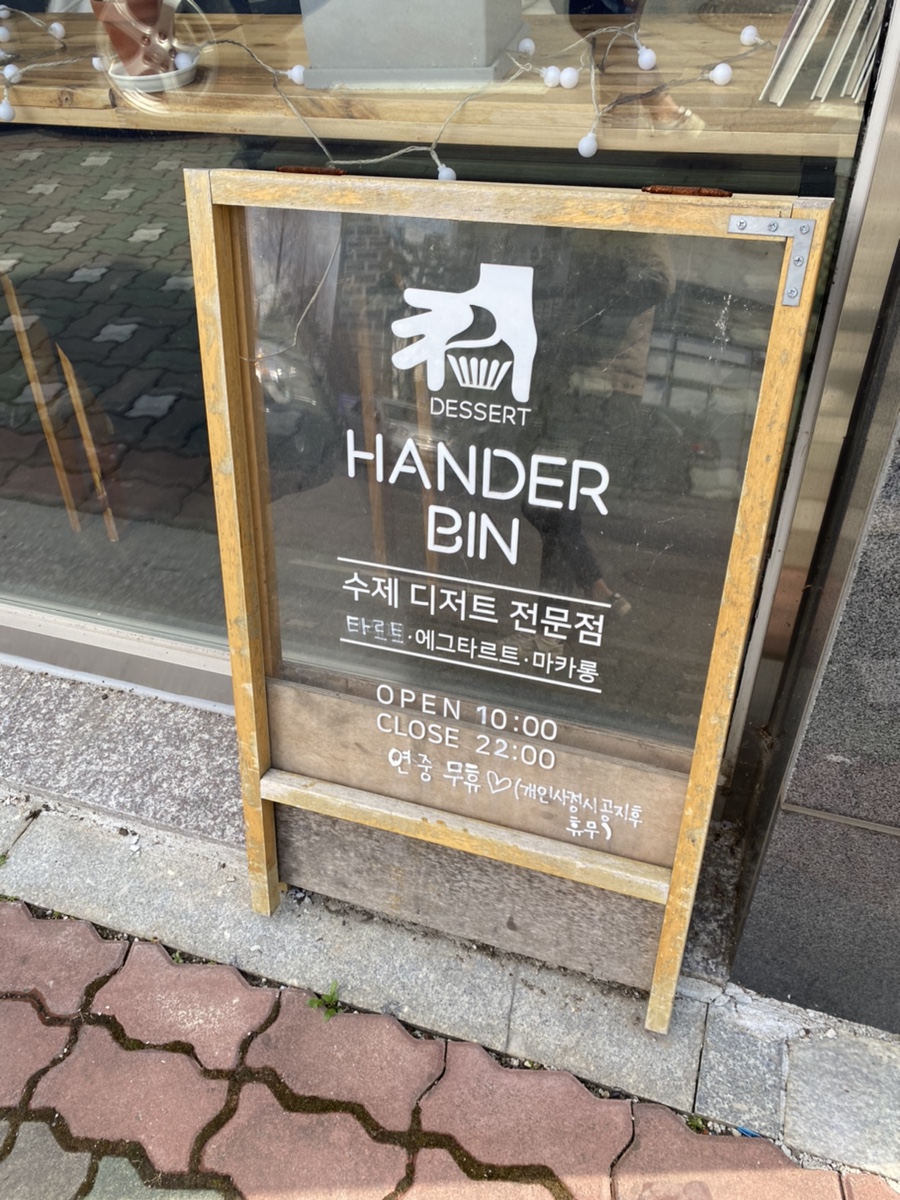 DESSERT
HANDER
BIN
수제 디저트 전문점
타르트·에그타르트·마카롱
OPEN 10:00
CLOSE 22:00
연중 무휴♡(개인사정시 공지후
휴무)